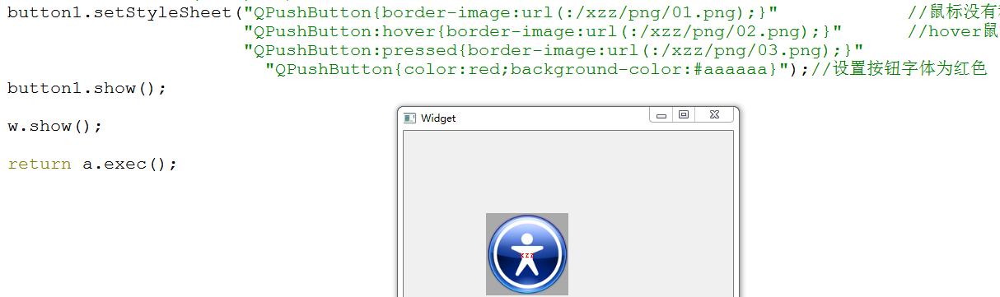 button1.setStyleSheet("QPushButton{border-image:url(:/xzz/png/01.png);}" //鼠标没有
"QPushButton:hover{border-image:url(:/xzz/png/02.png);}" //hover鼠
"QPushButton:pressed{border-image:url(:/xzz/png/03.png);}"
"QPushButton{color:red;background-color:#aaaaaa}");//设置按钮字体为红色
button1.show();
w.show();
return a.exec();
Widget
xzz